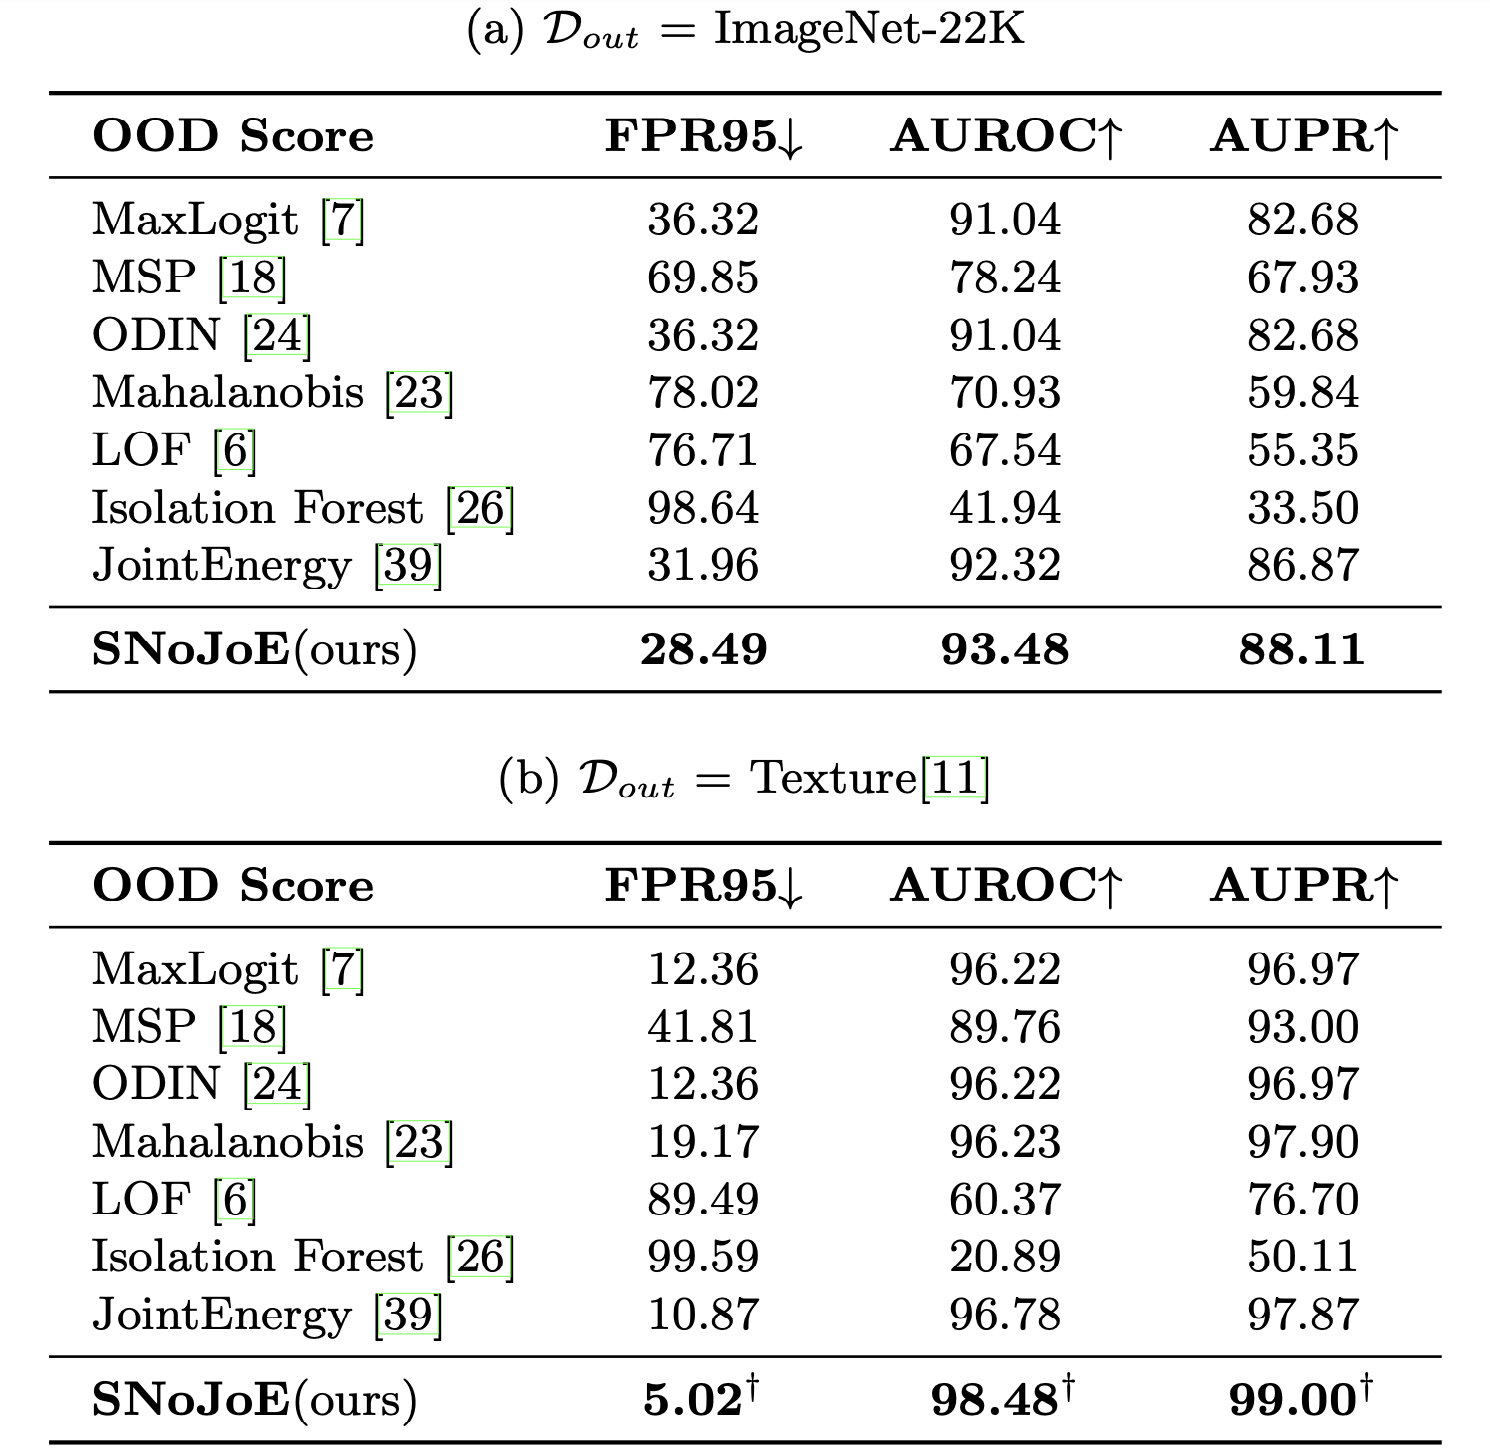 (a) 𝒟out = ImageNet-22K
OOD Score FPR95↓ AUROC↑ AUPR↑
MaxLogit [7] 36.32 91.04 82.68
MSP [18] 69.85 78.24 67.93
ODIN [24] 36.32 91.04 82.68
Mahalanobis [23] 78.02 70.93 59.84
LOF [6] 76.71 67.54 55.35
Isolation Forest [26] 98.64 41.94 33.50
JointEnergy [39] 31.96 92.32 86.87
SNoJoE(ours) 28.49 93.48 88.11
(b) 𝒟out = Texture[11]
OOD Score FPR95↓ AUROC↑ AUPR↑
MaxLogit [7] 12.36 96.22 96.97
MSP [18] 41.81 89.76 93.00
ODIN [24] 12.36 96.22 96.97
Mahalanobis [23] 19.17 96.23 97.90
LOF [6] 89.49 60.37 76.70
Isolation Forest [26] 99.59 20.89 50.11
JointEnergy [39] 10.87 96.78 97.87
SNoJoE(ours) 5.02† 98.48† 99.00†